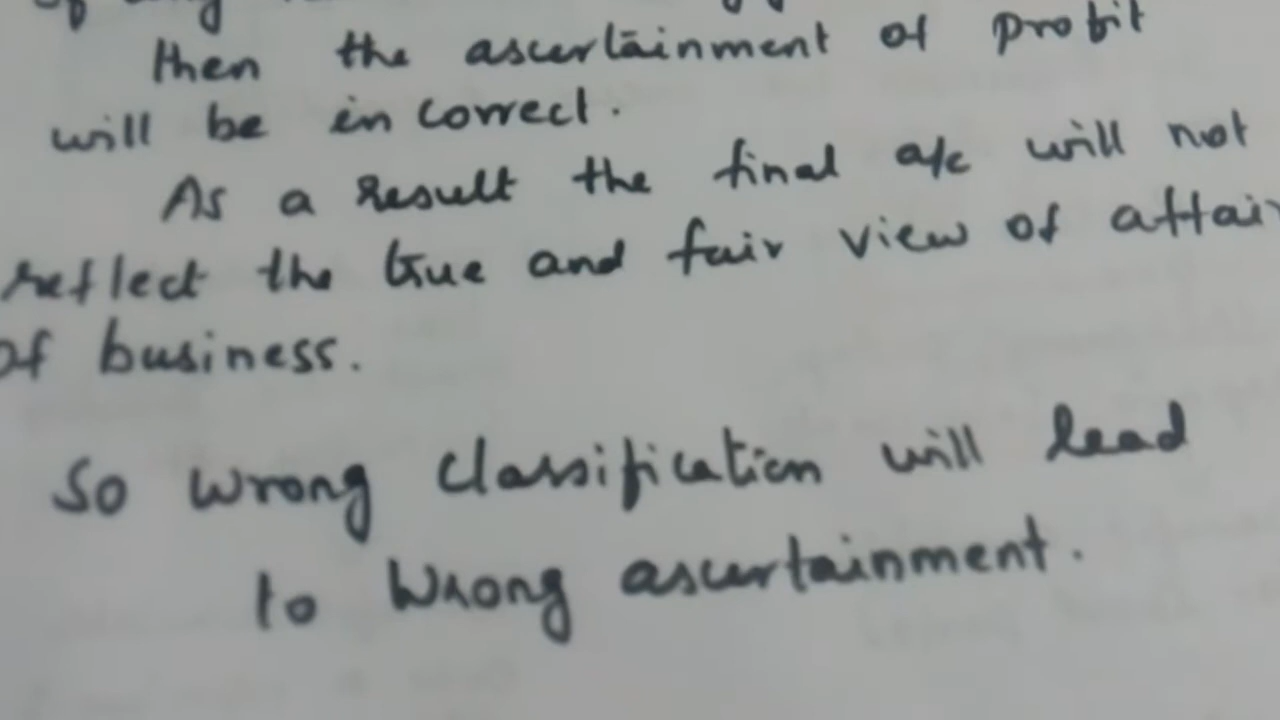 then the ascertainment of profit
will be in correct.
As a result the final a/c will not
reflect the true and fair view of affair
of business.
So wrong classification will lead
to wrong ascertainment.